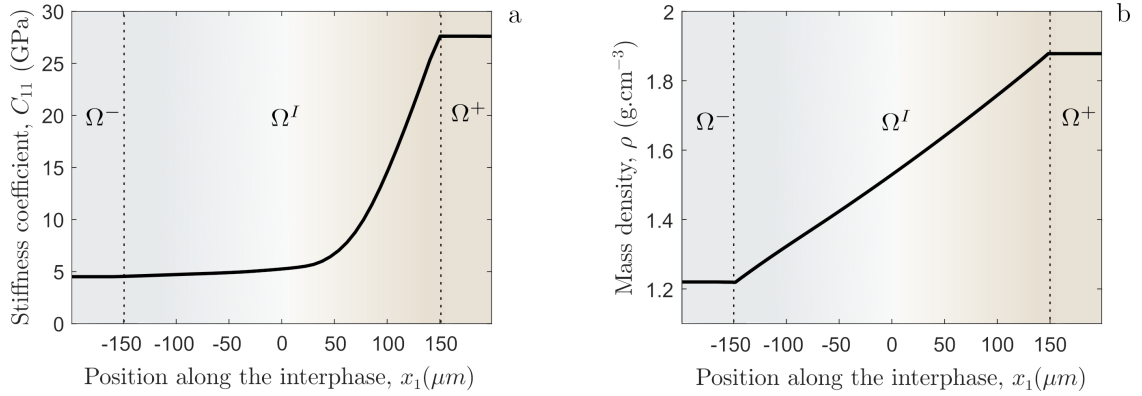 a
Stiffness coefficient, C₁₁ (GPa)
30
25
20
15
10
5
0
Ω⁻
Ωᴵ
Ω⁺
-150 -100 -50 0 50 100 150
Position along the interphase, x₁(μm)
b
Mass density, ρ (g.cm⁻³)
2
1.8
1.6
1.4
1.2
Ω⁻
Ωᴵ
Ω⁺
-150 -100 -50 0 50 100 150
Position along the interphase, x₁(μm)